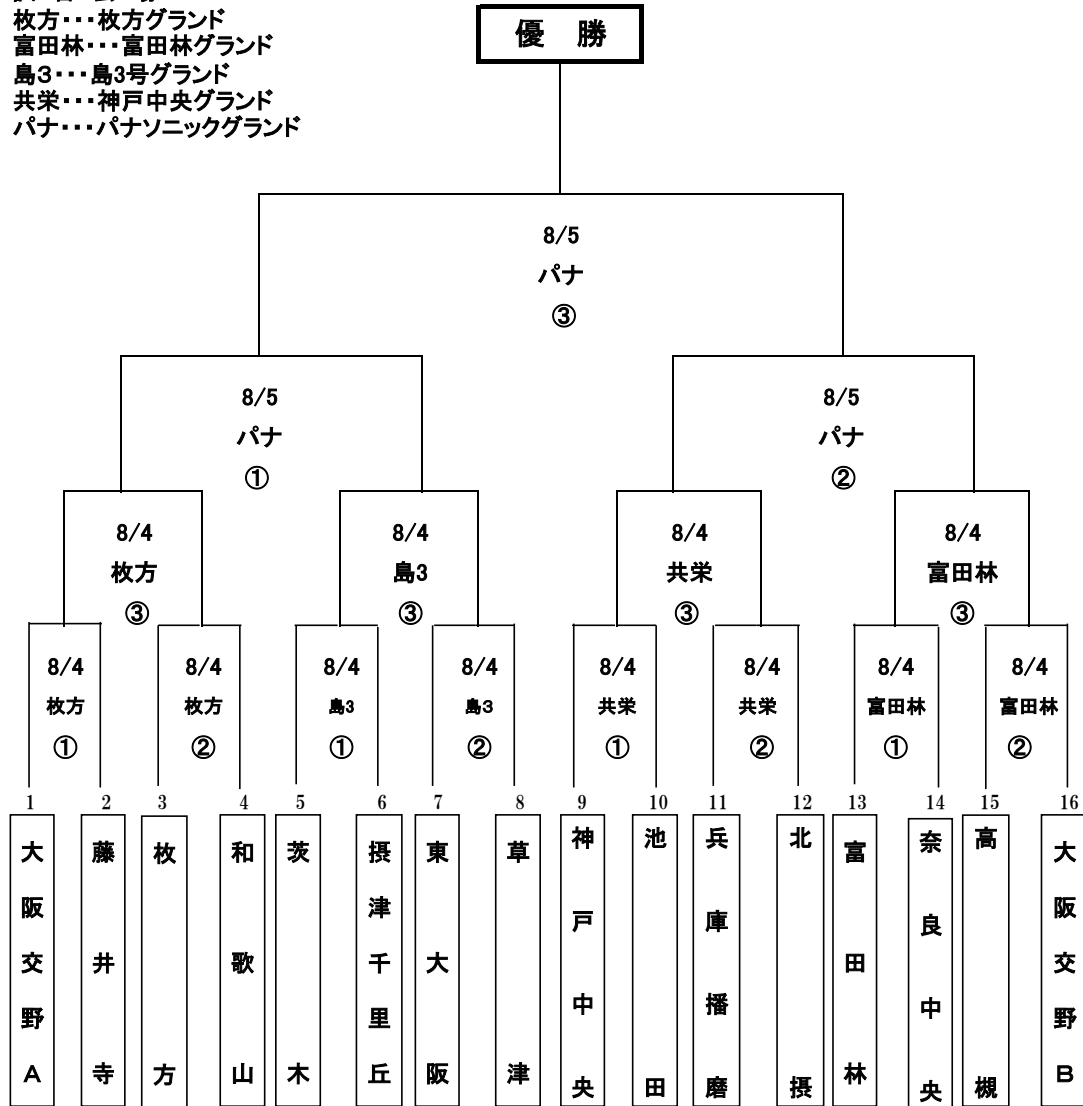 枚方･･･枚方グランド
富田林･･･富田林グランド
島3･･･島3号グランド
共栄･･･神戸中央グランド
パナ･･･パナソニックグランド
優　勝
8/5
パナ
③
8/5
パナ
①
8/5
パナ
②
8/4
枚方
③
8/4
島3
③
8/4
共栄
③
8/4
富田林
③
8/4
枚方
①
8/4
枚方
②
8/4
島3
①
8/4
島3
②
8/4
共栄
①
8/4
共栄
②
8/4
富田林
①
8/4
富田林
②
1
2
3
4
5
6
7
8
9
10
11
12
13
14
15
16
大阪交野A
藤井寺
枚方
和歌山
茨木
摂津千里丘
東大阪
草津
神戸中央
池田
兵庫播磨
北摂
富田林
奈良中央
高槻
大阪交野B